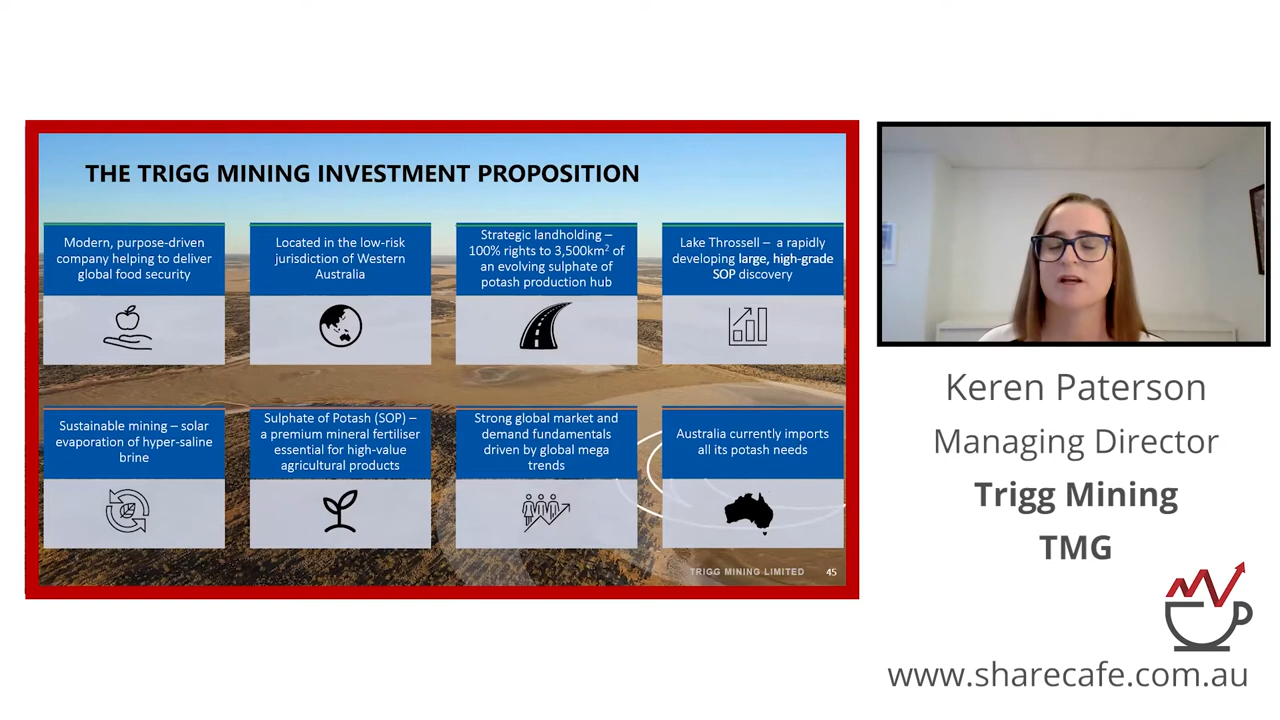 THE TRIGG MINING INVESTMENT PROPOSITION
Modern, purpose-driven
company helping to deliver
global food security
Located in the low-risk
jurisdiction of Western
Australia
Strategic landholding –
100% rights to 3,500km² of
an evolving sulphate of
potash production hub
Lake Throssell – a rapidly
developing large, high-grade
SOP discovery
Sustainable mining – solar
evaporation of hyper-saline
brine
Sulphate of Potash (SOP) –
a premium mineral fertiliser
essential for high-value
agricultural products
Strong global market and
demand fundamentals
driven by global mega
trends
Australia currently imports
all its potash needs
TRIGG MINING LIMITED 45
Keren Paterson
Managing Director
Trigg Mining
TMG
www.sharecafe.com.au